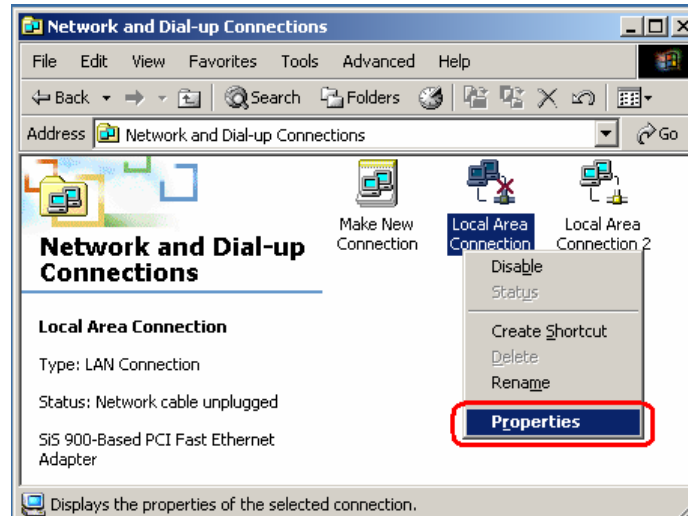 Network and Dial-up Connections
File Edit View Favorites Tools Advanced Help
Back Search Folders
Address Network and Dial-up Connections Go
Make New Connection
Local Area Connection
Local Area Connection 2
Network and Dial-up
Connections
Local Area Connection
Type: LAN Connection
Status: Network cable unplugged
SiS 900-Based PCI Fast Ethernet
Adapter
Disable
Status
Create Shortcut
Delete
Rename
Properties
Displays the properties of the selected connection.